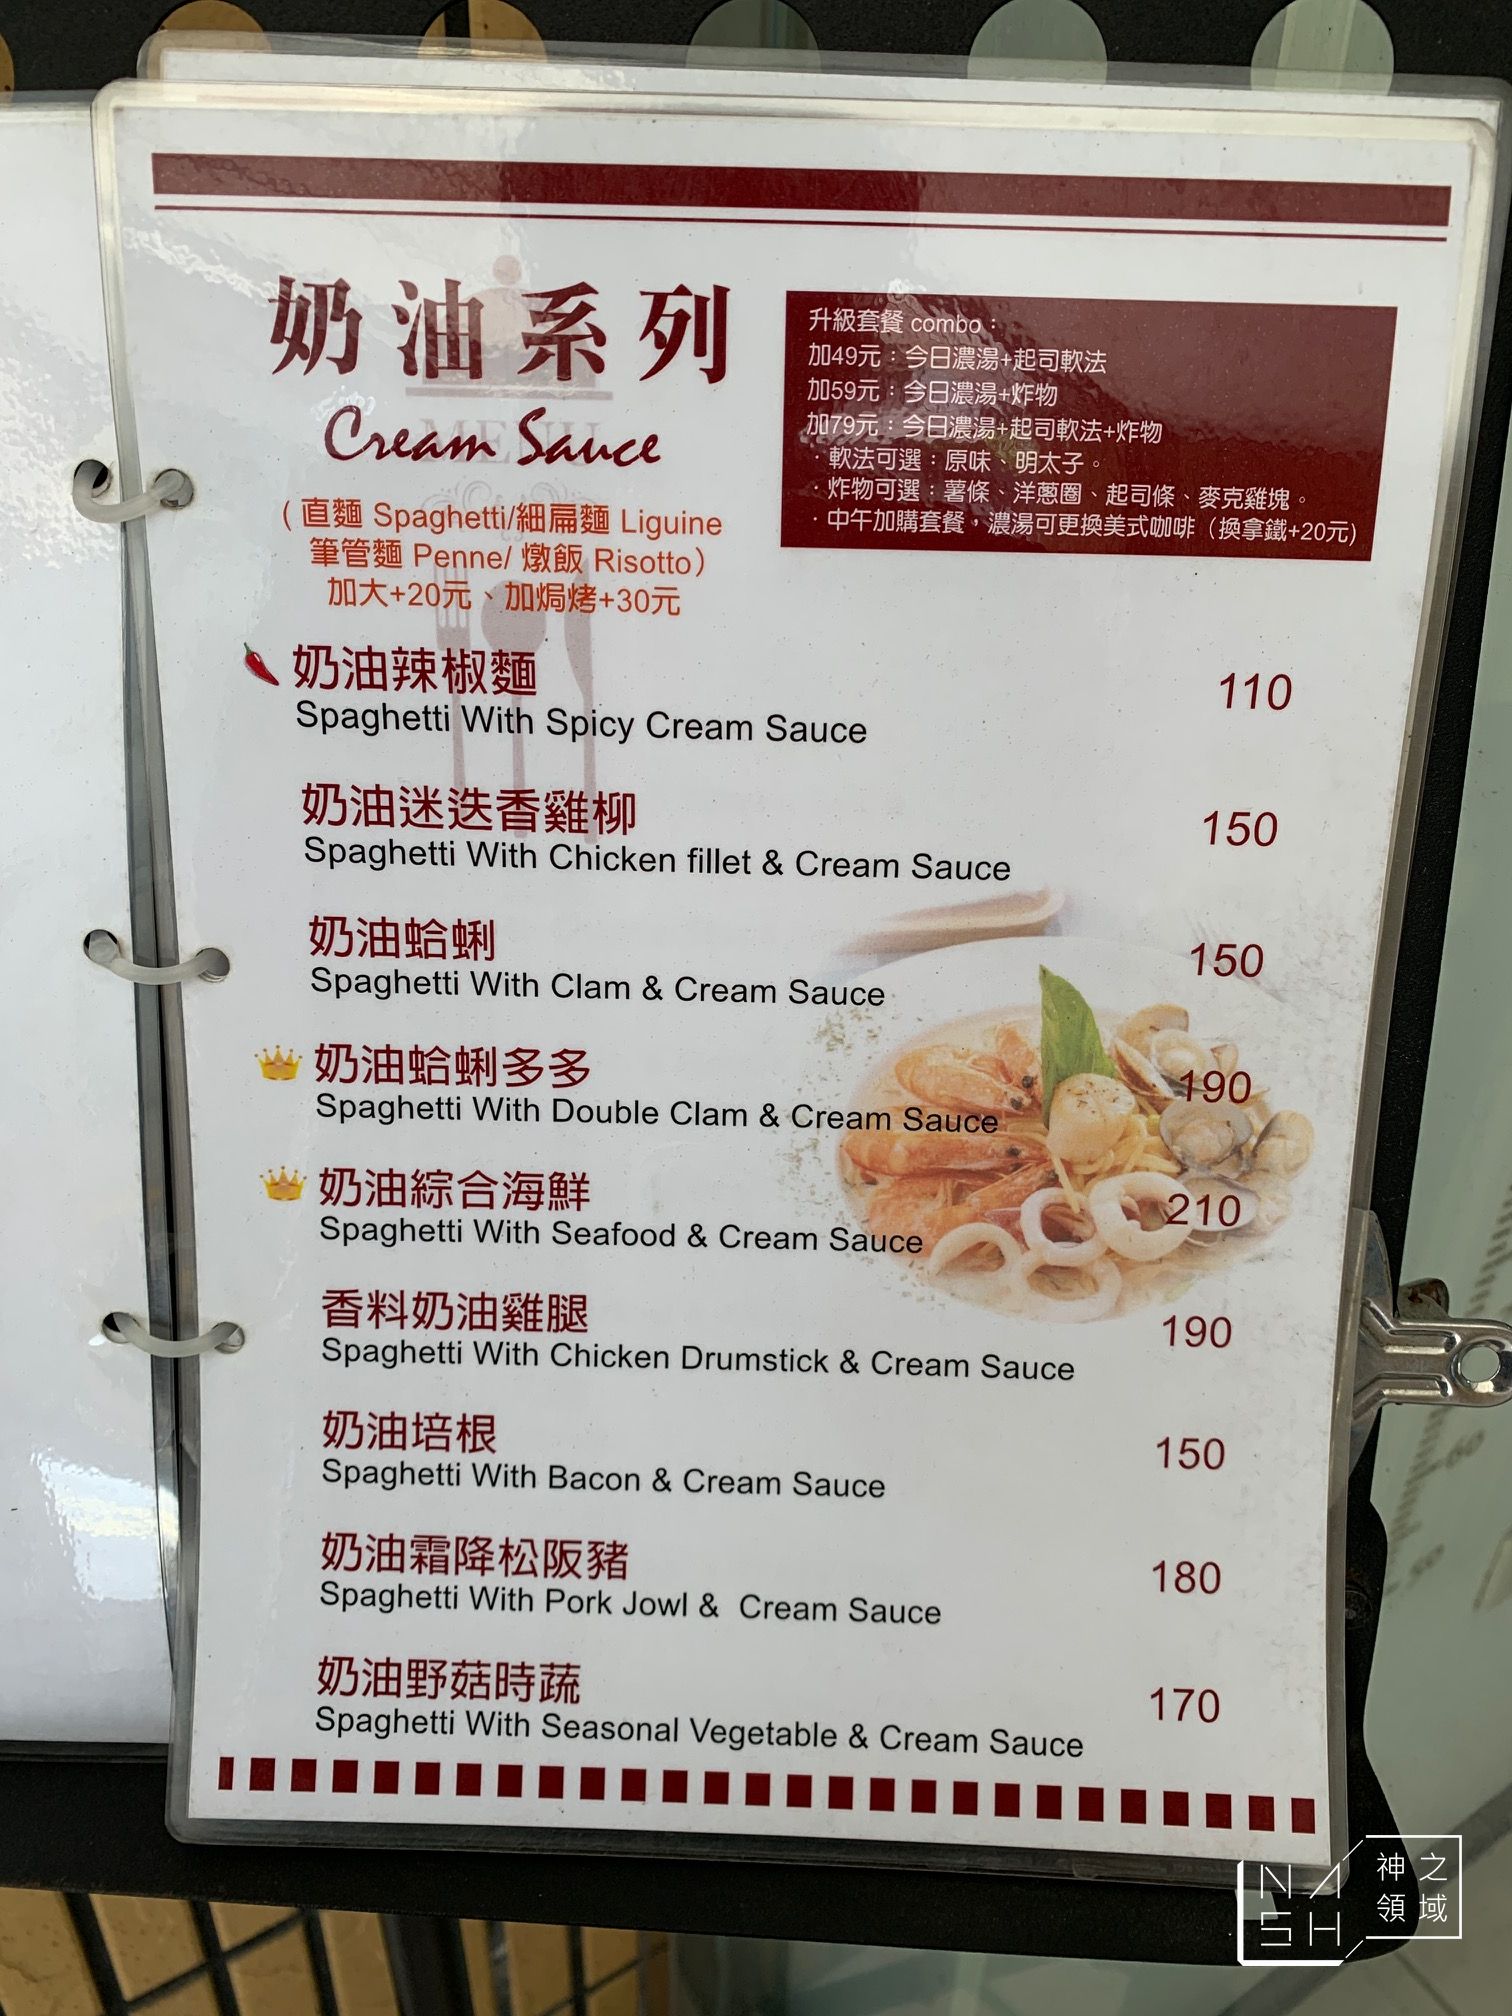 奶油系列
Cream Sauce
MENU
（直麵 Spaghetti/細扁麵 Liguine
筆管麵 Penne/ 燉飯 Risotto）
加大+20元、加焗烤+30元
升級套餐 combo：
加49元：今日濃湯+起司軟法
加59元：今日濃湯+炸物
加79元：今日濃湯+起司軟法+炸物
·軟法可選：原味、明太子。
·炸物可選：薯條、洋蔥圈、起司條、麥克雞塊。
·中午加購套餐，濃湯可更換美式咖啡（換拿鐵+20元)
奶油辣椒麵 110
Spaghetti With Spicy Cream Sauce
奶油迷迭香雞柳 150
Spaghetti With Chicken fillet & Cream Sauce
奶油蛤蜊 150
Spaghetti With Clam & Cream Sauce
奶油蛤蜊多多 190
Spaghetti With Double Clam & Cream Sauce
奶油綜合海鮮 210
Spaghetti With Seafood & Cream Sauce
香料奶油雞腿 190
Spaghetti With Chicken Drumstick & Cream Sauce
奶油培根 150
Spaghetti With Bacon & Cream Sauce
奶油霜降松阪豬 180
Spaghetti With Pork Jowl & Cream Sauce
奶油野菇時蔬 170
Spaghetti With Seasonal Vegetable & Cream Sauce
NASH
神之領域